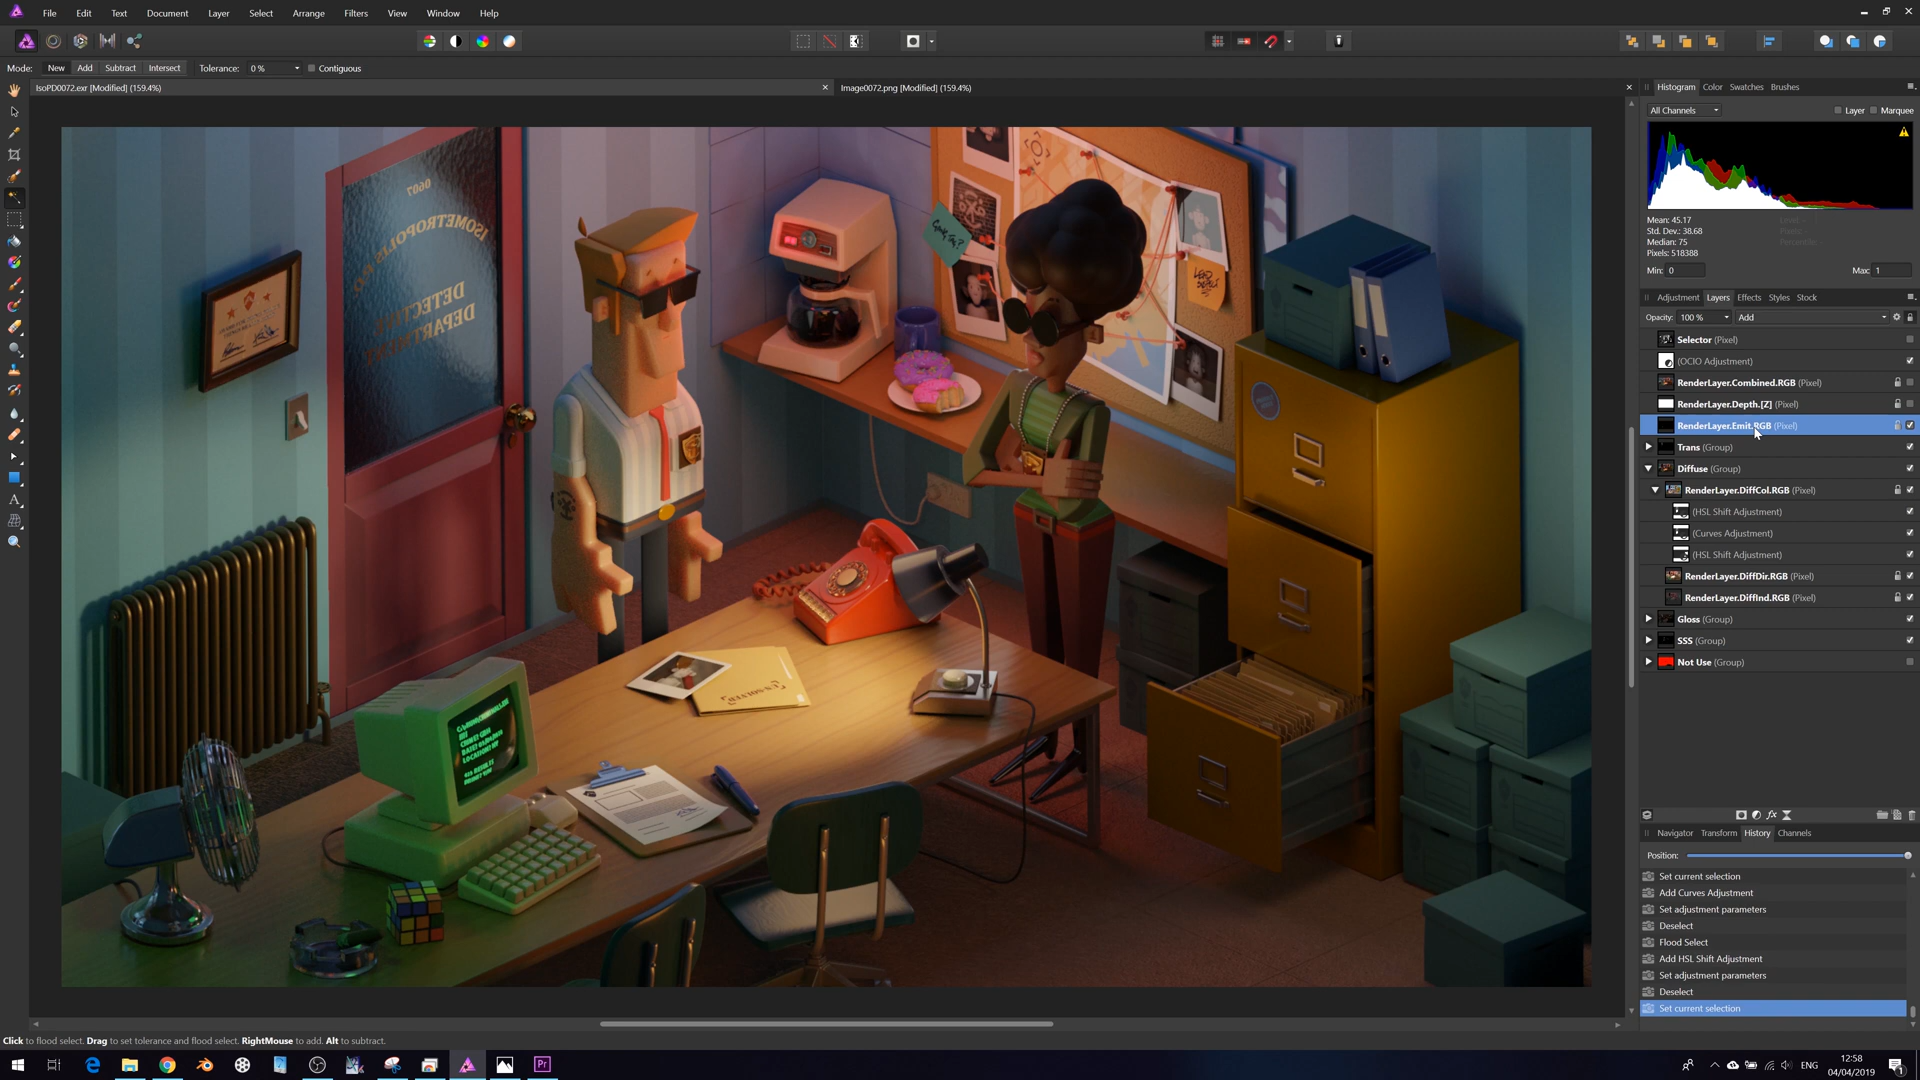 File Edit Text Document Layer Select Arrange Filters View Window Help
Mode: New Add Subtract Intersect Tolerance: 0 % Contiguous
IsoPD0072.exr [Modified] (159.4%)
Image0072.png [Modified] (159.4%)
0607
ISOMETROPOLIS P.D.
DETECTIVE
DEPARTMENT
UNSOLVED
Histogram Color Swatches Brushes
All Channels Layer Marquee
Mean: 45.17
Std. Dev.: 38.68
Median: 75
Pixels: 518388
Min: 0 Max: 1
Adjustment Layers Effects Styles Stock
Opacity: 100 % Add
Selector (Pixel)
(OCIO Adjustment)
RenderLayer.Combined.RGB (Pixel)
RenderLayer.Depth.[Z] (Pixel)
RenderLayer.Emit.RGB (Pixel)
Trans (Group)
Diffuse (Group)
RenderLayer.DiffCol.RGB (Pixel)
(HSL Shift Adjustment)
(Curves Adjustment)
(HSL Shift Adjustment)
RenderLayer.DiffDir.RGB (Pixel)
RenderLayer.DiffInd.RGB (Pixel)
Gloss (Group)
SSS (Group)
Not Use (Group)
Navigator Transform History Channels
Position:
Set current selection
Add Curves Adjustment
Set adjustment parameters
Deselect
Flood Select
Add HSL Shift Adjustment
Set adjustment parameters
Deselect
Set current selection
Click to flood select. Drag to set tolerance and flood select. RightMouse to add. Alt to subtract.
ENG
12:58
04/04/2019